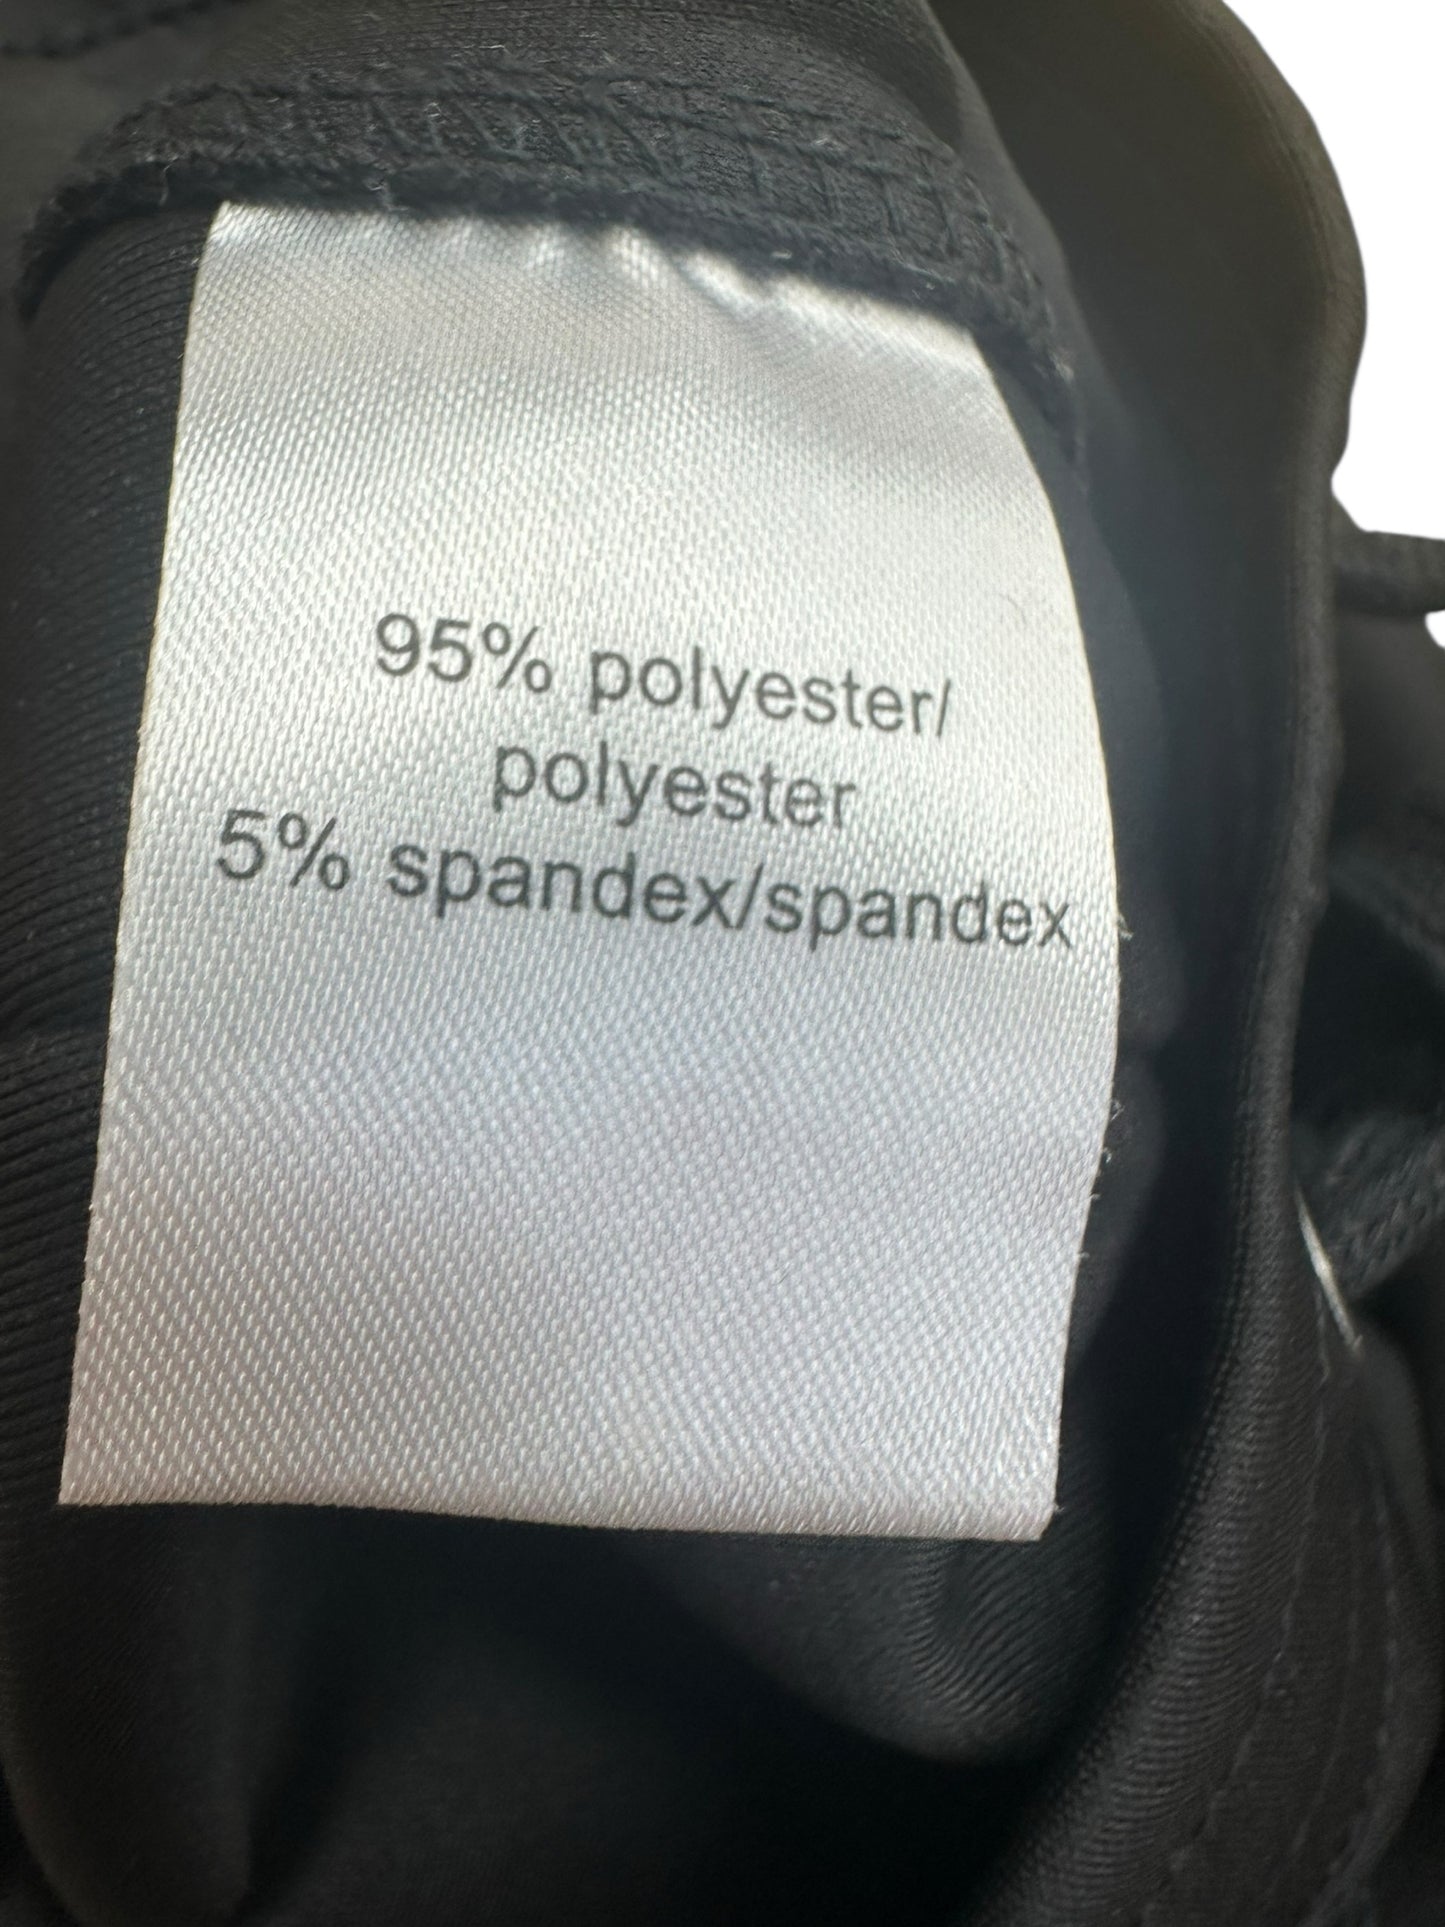 95% polyester/
polyester
5% spandex/spandex